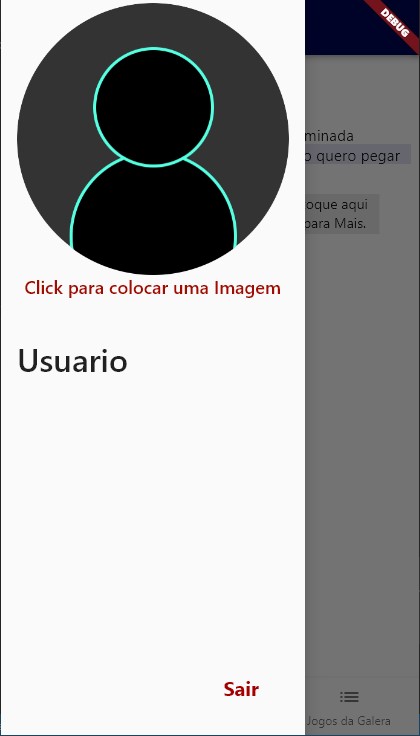 DEBUG
minada
o quero pegar
oque aqui
para Mais.
Click para colocar uma Imagem
Usuario
Sair
Jogos da Galera